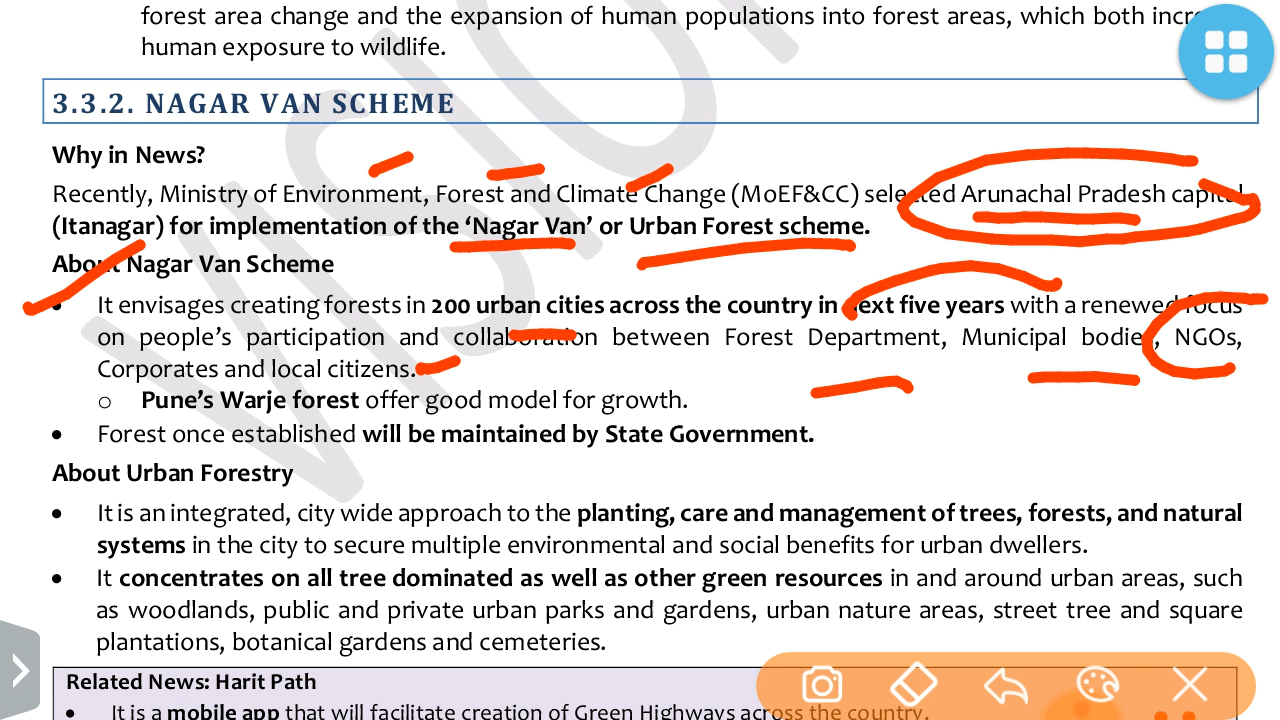 forest area change and the expansion of human populations into forest areas, which both
human exposure to wildlife.
3.3.2. NAGAR VAN SCHEME
Why in News?
Recently, Ministry of Environment, Forest and Climate Change (MoEF&CC) selected Arunachal Pradesh capital
(Itanagar) for implementation of the ‘Nagar Van’ or Urban Forest scheme.
About Nagar Van Scheme
• It envisages creating forests in 200 urban cities across the country in next five years with a renewed focus
on people’s participation and collaboration between Forest Department, Municipal bodies, NGOs,
Corporates and local citizens.
o Pune’s Warje forest offer good model for growth.
• Forest once established will be maintained by State Government.
About Urban Forestry
• It is an integrated, city wide approach to the planting, care and management of trees, forests, and natural
systems in the city to secure multiple environmental and social benefits for urban dwellers.
• It concentrates on all tree dominated as well as other green resources in and around urban areas, such
as woodlands, public and private urban parks and gardens, urban nature areas, street tree and square
plantations, botanical gardens and cemeteries.
Related News: Harit Path
• It is a mobile app that will facilitate creation of Green Highways across the country.